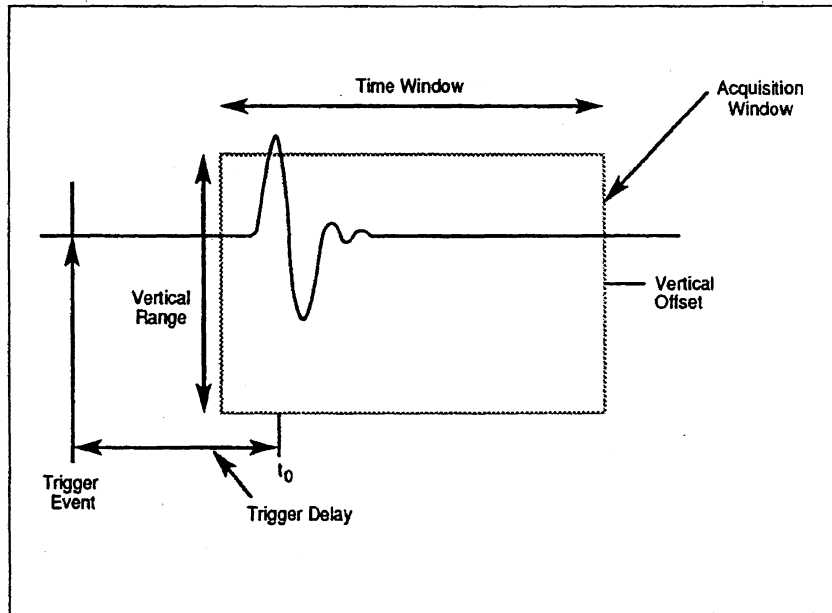 Time Window
Acquisition
Window
Vertical
Range
Vertical
Offset
t0
Trigger
Event
Trigger Delay